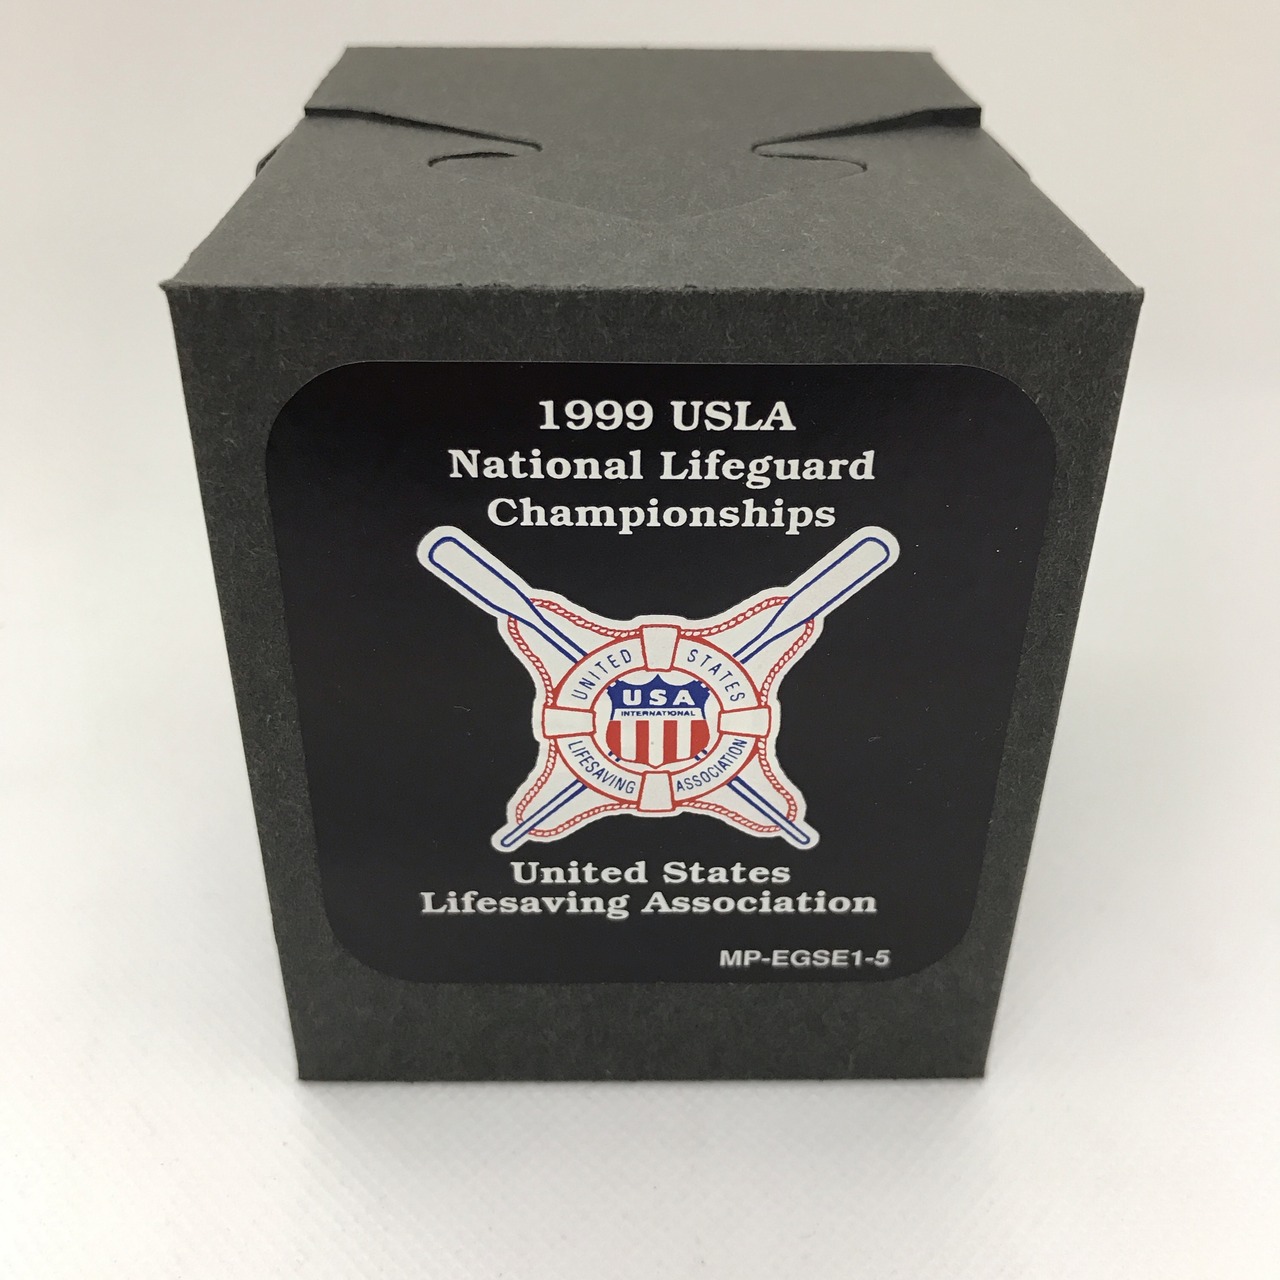 1999 USLA
National Lifeguard
Championships
UNITED STATES
USA
INTERNATIONAL
LIFESAVING ASSOCIATION
United States
Lifesaving Association
MP-EGSE1-5